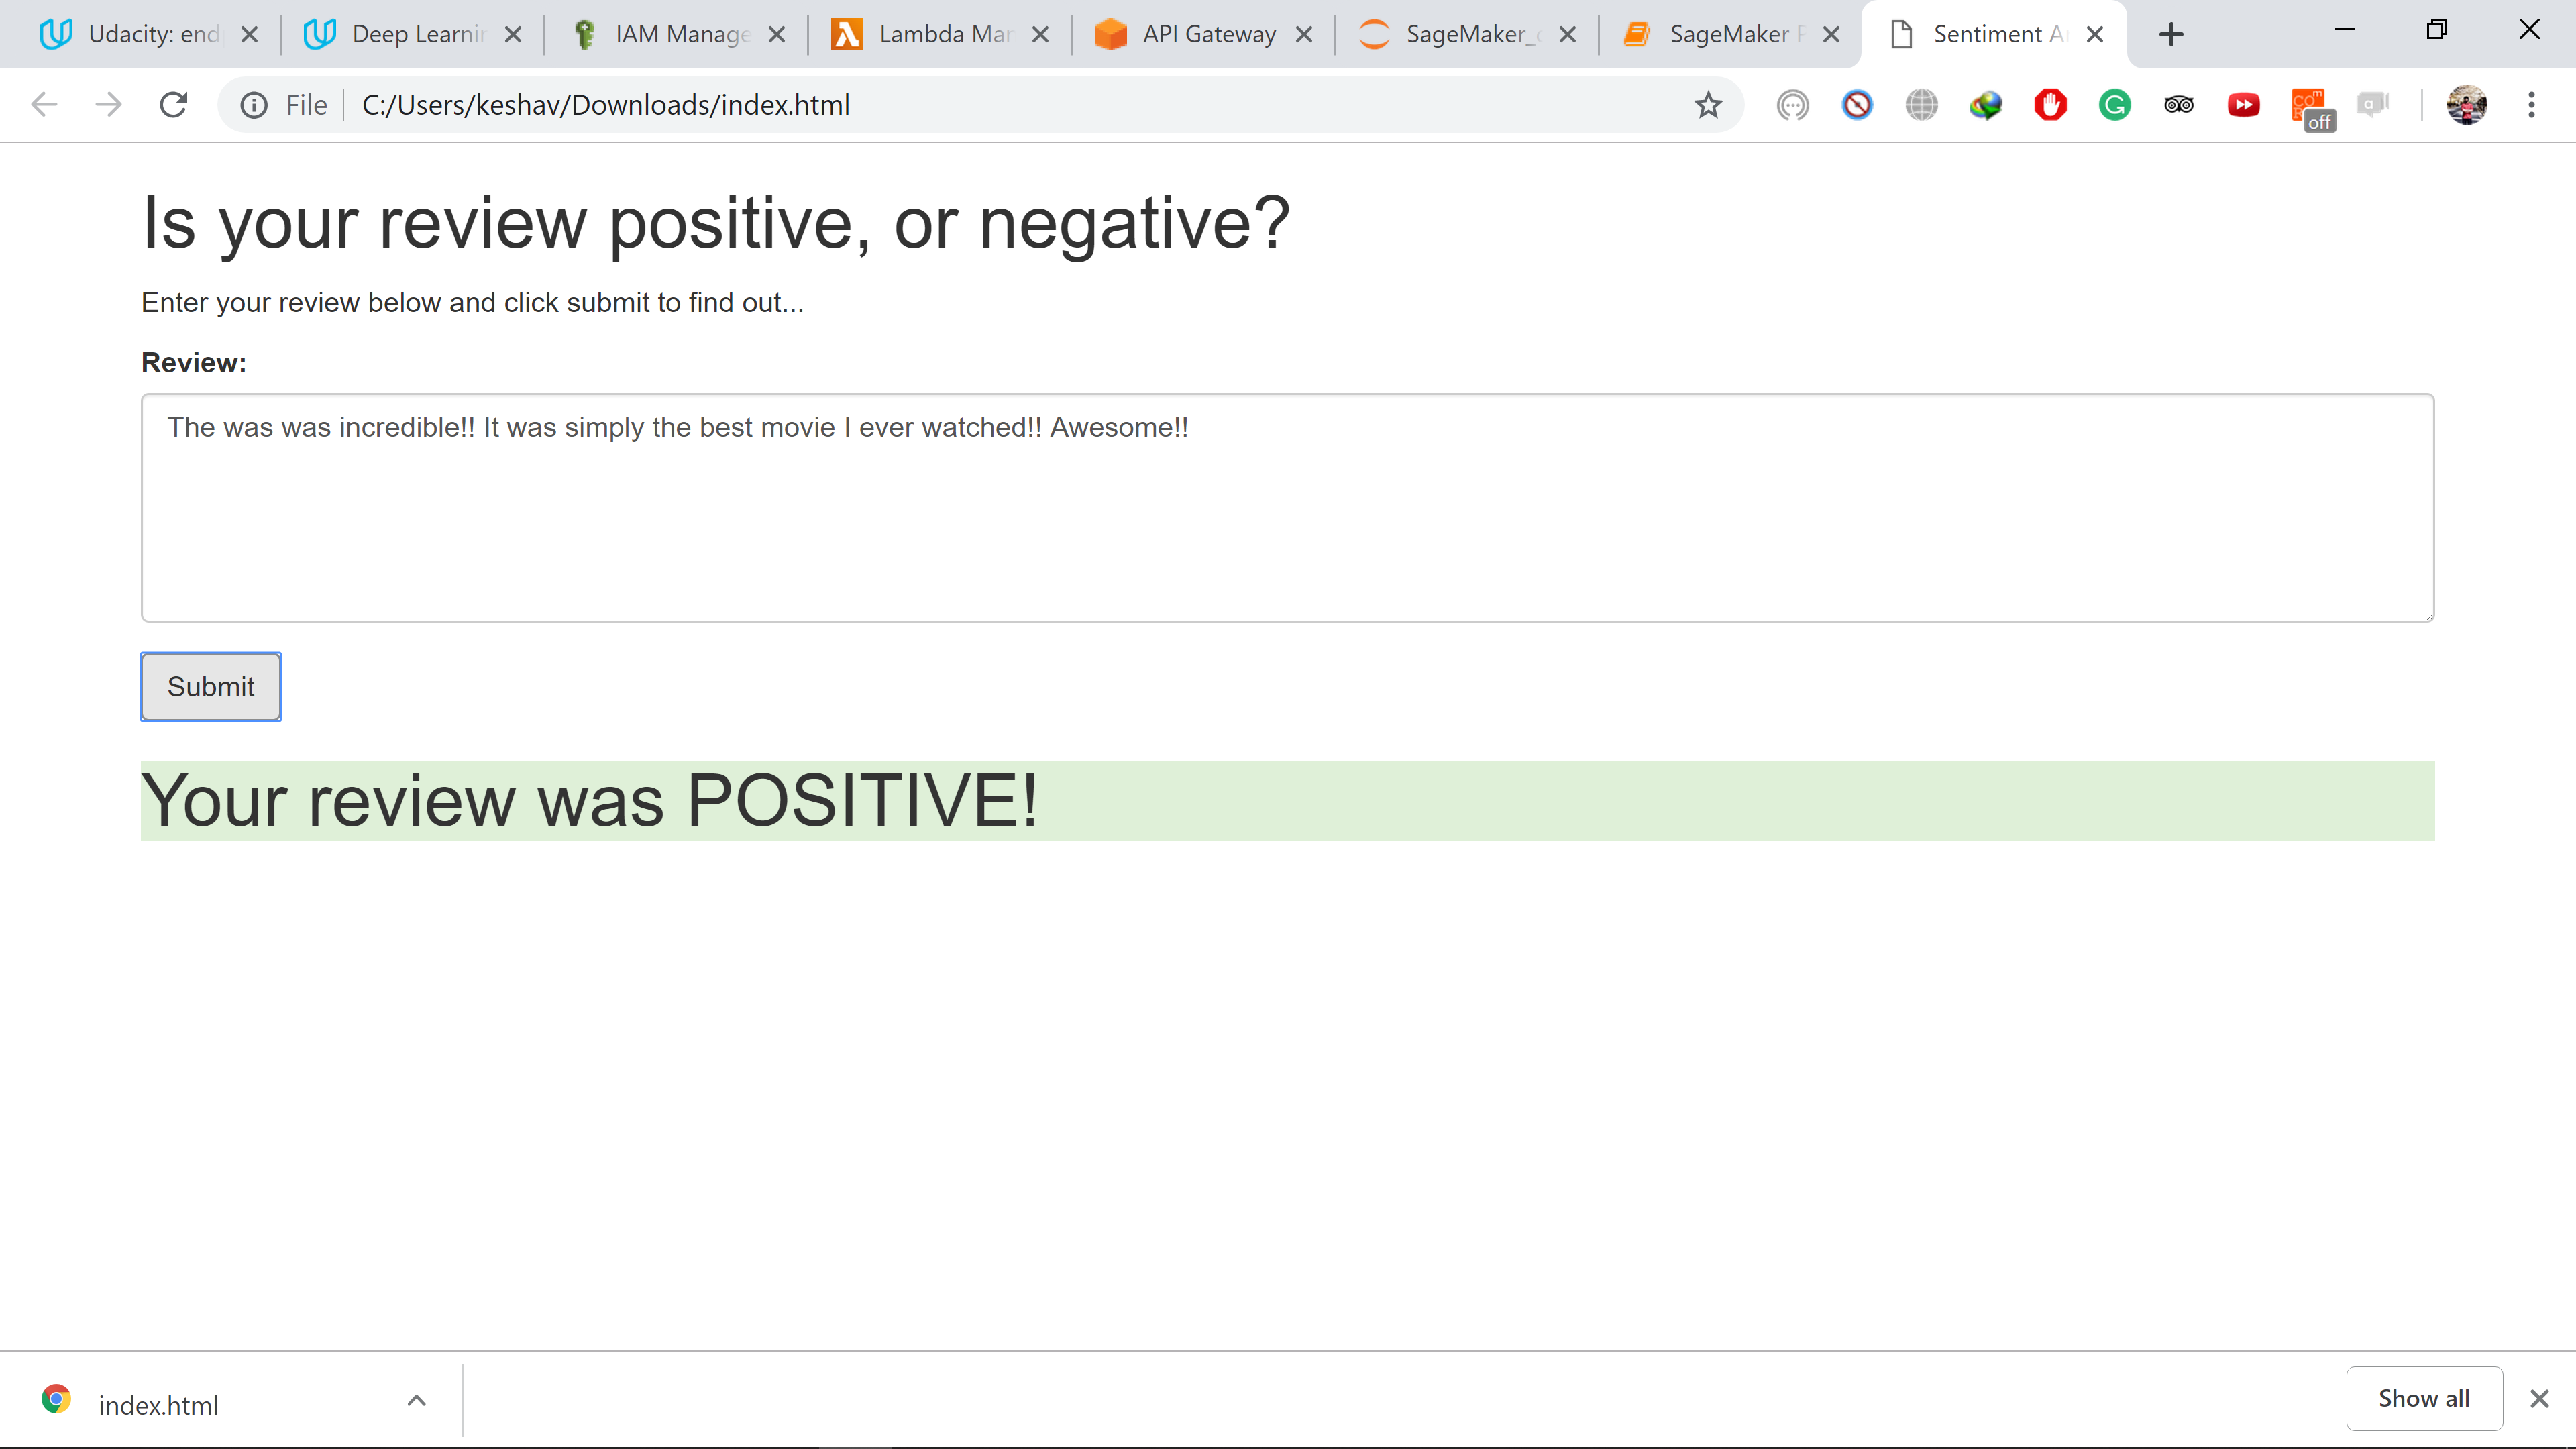 Udacity: end
Deep Learnin
IAM Manage
Lambda Man
API Gateway
SageMaker_
SageMaker P
Sentiment A
File
C:/Users/keshav/Downloads/index.html
off
Is your review positive, or negative?
Enter your review below and click submit to find out...
Review:
The was was incredible!! It was simply the best movie I ever watched!! Awesome!!
Submit
Your review was POSITIVE!
index.html
Show all